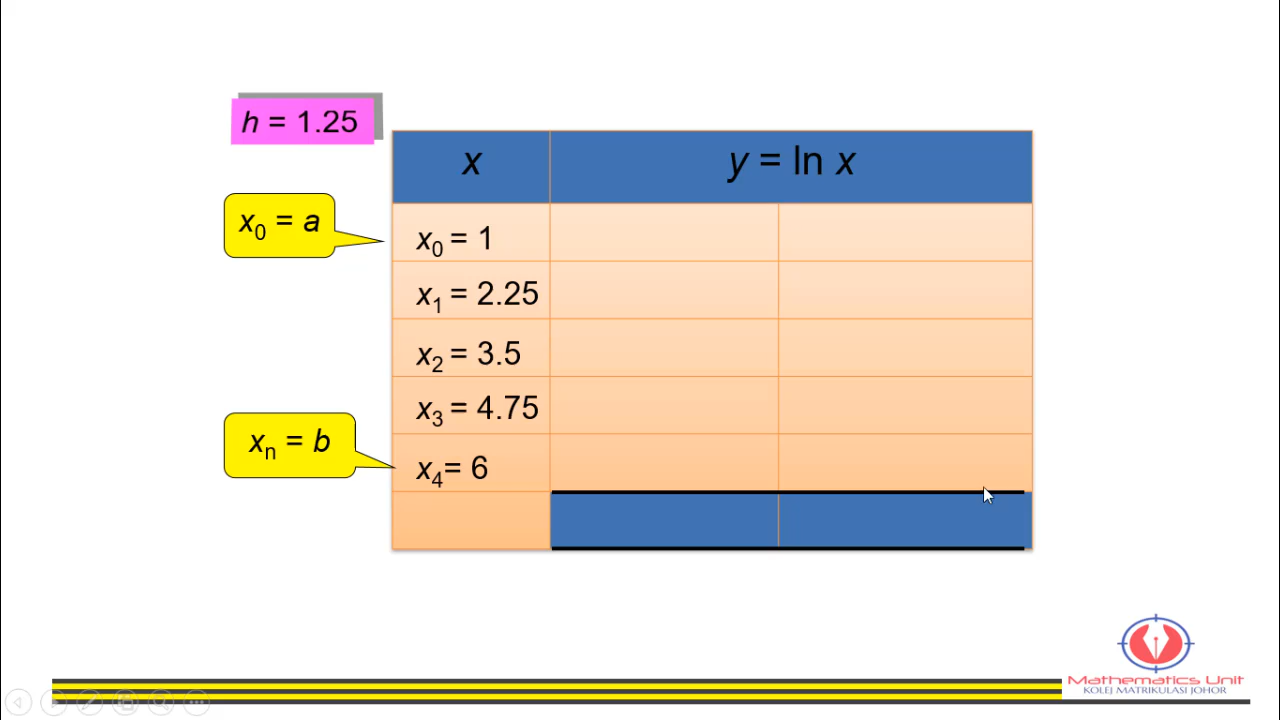 h = 1.25
x y = ln x
x₀ = a
x₀ = 1
x₁ = 2.25
x₂ = 3.5
x₃ = 4.75
xₙ = b
x₄= 6
Mathematics Unit
KOLEJ MATRIKULASI JOHOR